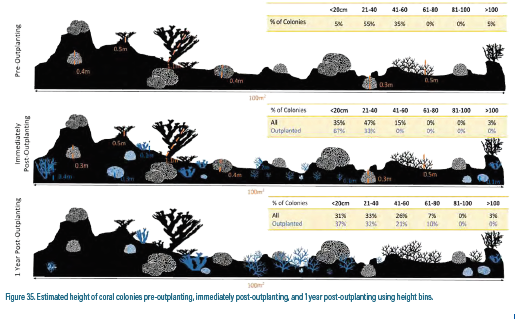 <20cm 21-40 41-60 61-80 81-100 >100
% of Colonies 5% 55% 35% 0% 0% 5%
Pre-Outplanting
0.5m
0.4m
0.4m
0.5m
0.3m
100m²
% of Colonies <20cm 21-40 41-60 61-80 81-100 >100
All 35% 47% 15% 0% 0% 3%
Outplanted 67% 33% 0% 0% 0% 0%
Immediately
Post-Outplanting
0.5m
0.3m
0.4m
0.5m
0.3m
100m²
% of Colonies <20cm 21-40 41-60 61-80 81-100 >100
All 31% 33% 26% 7% 0% 3%
Outplanted 37% 32% 21% 10% 0% 0%
1 Year Post Outplanting
100m²
Figure 35. Estimated height of coral colonies pre-outplanting, immediately post-outplanting, and 1 year post-outplanting using height bins.